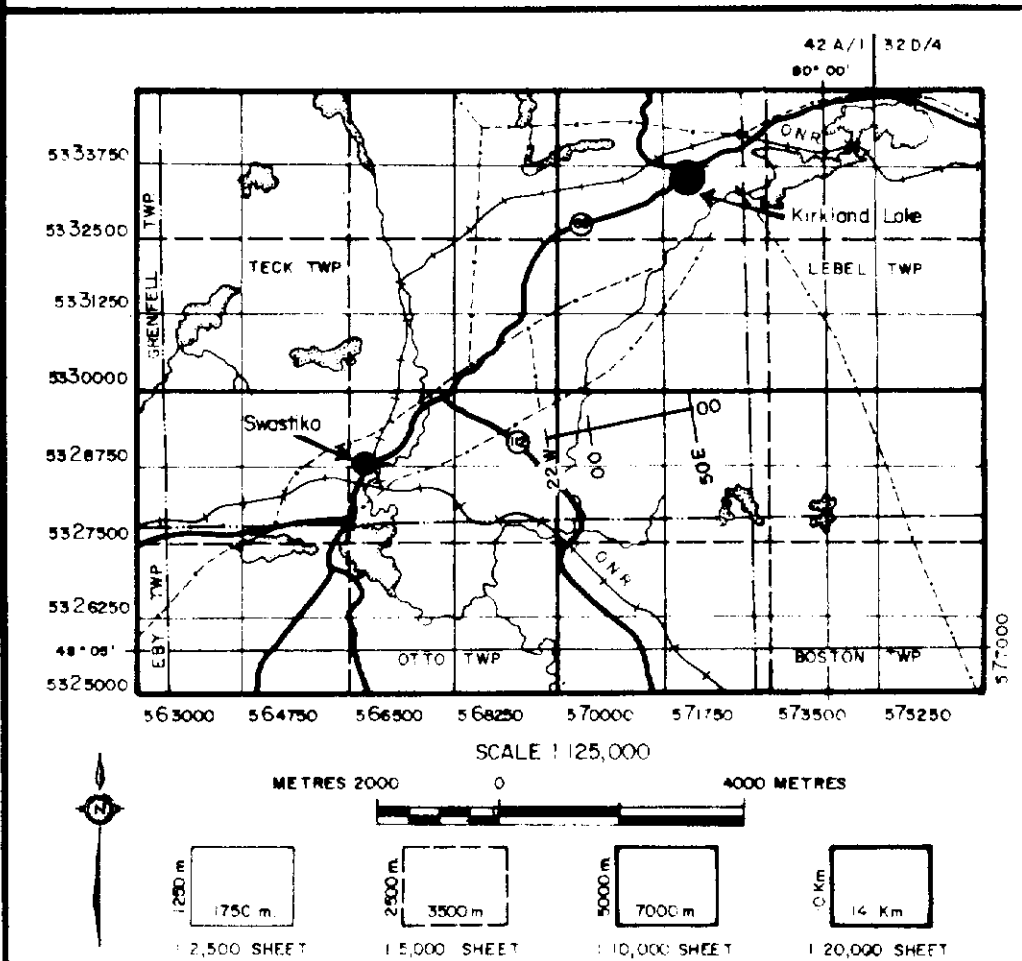 42 A/1 32 D/4
80° 00'
ONR
5333750
Kirkland Lake
GRENFELL TWP
5332500
TECK TWP
LEBEL TWP
5331250
5330000
00
Swastika
5328750
22 W
0+0
50 E
5327500
ONR
EBY TWP
5326250
48° 05'
OTTO TWP
BOSTON TWP
5325000
577000
563000 564750 566500 568250 570000 571750 573500 575250
SCALE 1:125,000
METRES 2000 0 4000 METRES
N
1250 m
1750 m.
2500 m
3500 m
5000 m
7000 m
10 Km
14 Km
1:2,500 SHEET 1:5,000 SHEET 1:10,000 SHEET 1:20,000 SHEET